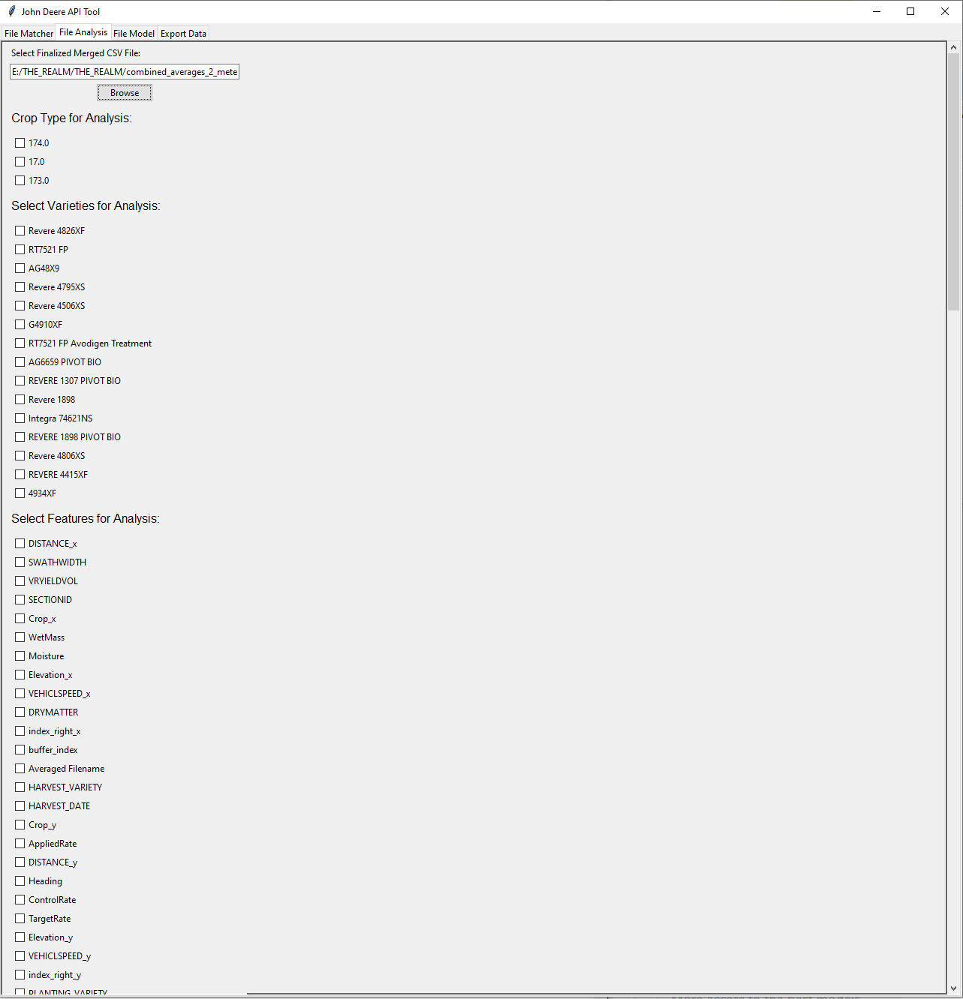 John Deere API Tool
File Matcher File Analysis File Model Export Data
Select Finalized Merged CSV File:
E:/THE_REALM/THE_REALM/combined_averages_2_mete
Browse
Crop Type for Analysis:
174.0
17.0
173.0
Select Varieties for Analysis:
Revere 4826XF
RT7521 FP
AG48X9
Revere 4795XS
Revere 4506XS
G4910XF
RT7521 FP Avodigen Treatment
AG6659 PIVOT BIO
REVERE 1307 PIVOT BIO
Revere 1898
Integra 74621NS
REVERE 1898 PIVOT BIO
Revere 4806XS
REVERE 4415XF
4934XF
Select Features for Analysis:
DISTANCE_x
SWATHWIDTH
VRYIELDVOL
SECTIONID
Crop_x
WetMass
Moisture
Elevation_x
VEHICLSPEED_x
DRYMATTER
index_right_x
buffer_index
Averaged Filename
HARVEST_VARIETY
HARVEST_DATE
Crop_y
AppliedRate
DISTANCE_y
Heading
ControlRate
TargetRate
Elevation_y
VEHICLSPEED_y
index_right_y
PLANTING_VARIETY